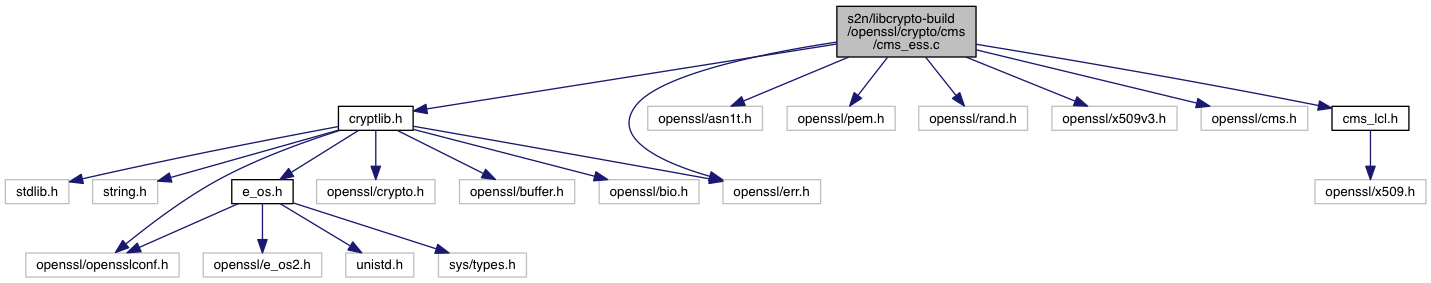 s2n/libcrypto-build
/openssl/crypto/cms
/cms_ess.c
cryptlib.h
openssl/asn1t.h
openssl/pem.h
openssl/rand.h
openssl/x509v3.h
openssl/cms.h
cms_lcl.h
stdlib.h
string.h
e_os.h
openssl/crypto.h
openssl/buffer.h
openssl/bio.h
openssl/err.h
openssl/x509.h
openssl/opensslconf.h
openssl/e_os2.h
unistd.h
sys/types.h